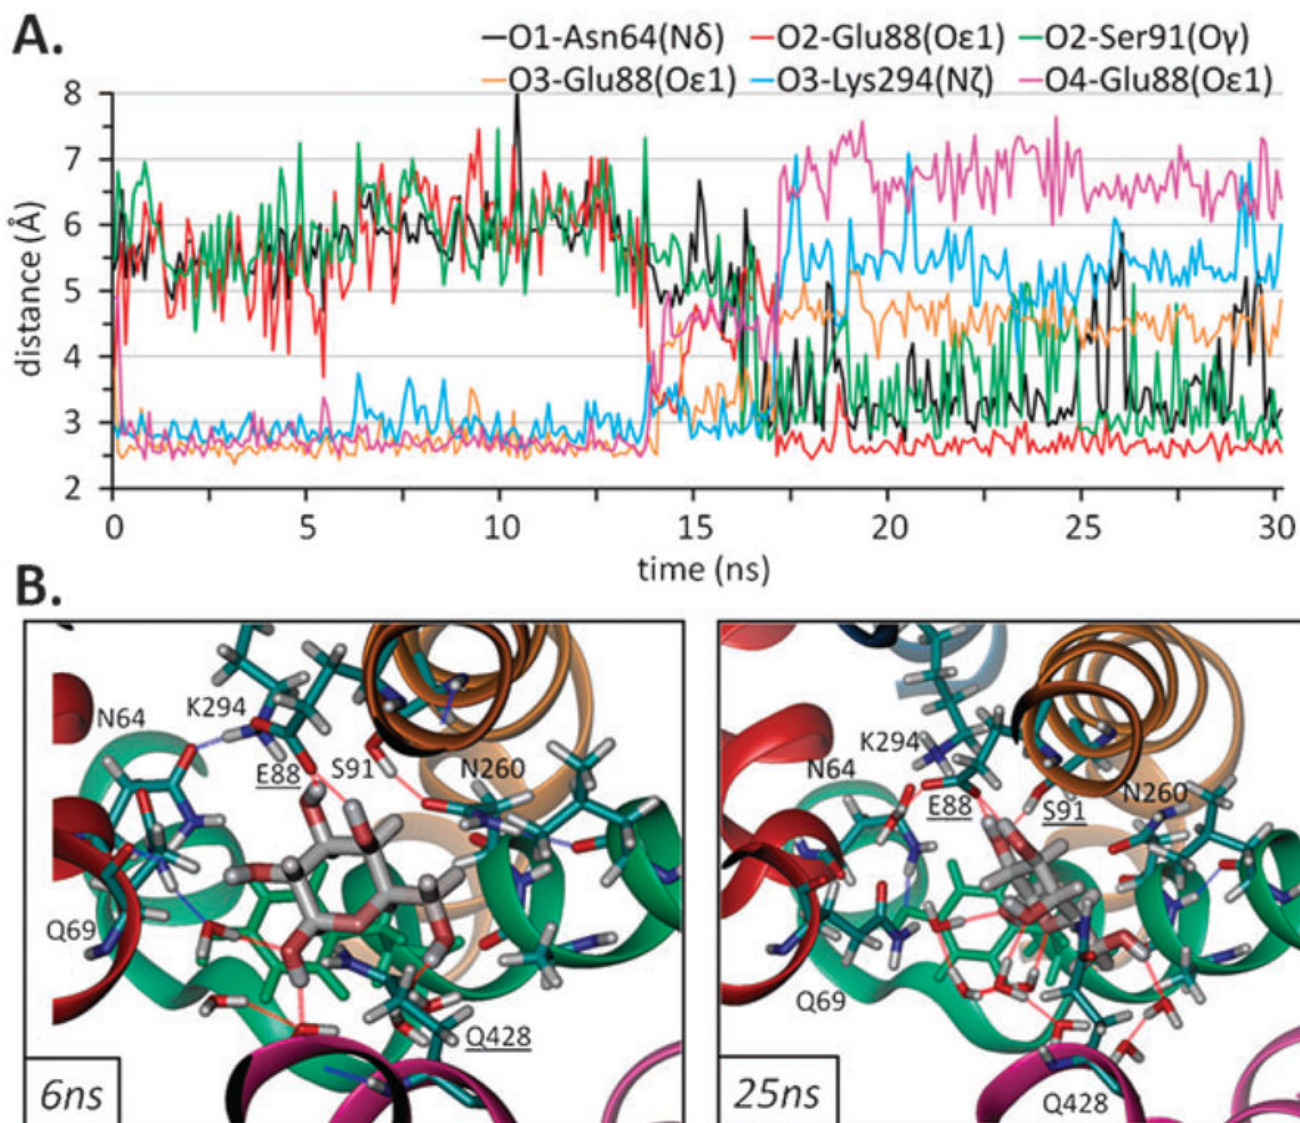 A.
O1-Asn64(Nδ) O2-Glu88(Oε1) O2-Ser91(Oγ)
O3-Glu88(Oε1) O3-Lys294(Nζ) O4-Glu88(Oε1)
8
7
6
5
4
3
2
distance (Å)
0 5 10 15 20 25 30
time (ns)
B.
N64
K294
E88
S91
N260
Q69
Q428
6ns
K294
N64
E88
S91
N260
Q69
Q428
25ns